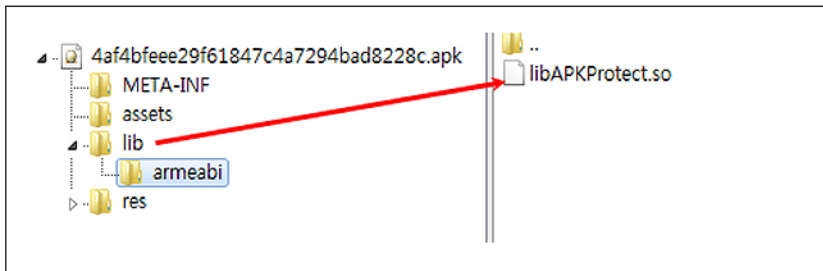 4af4bfeee29f61847c4a7294bad8228c.apk
META-INF
assets
lib
armeabi
res
..
libAPKProtect.so